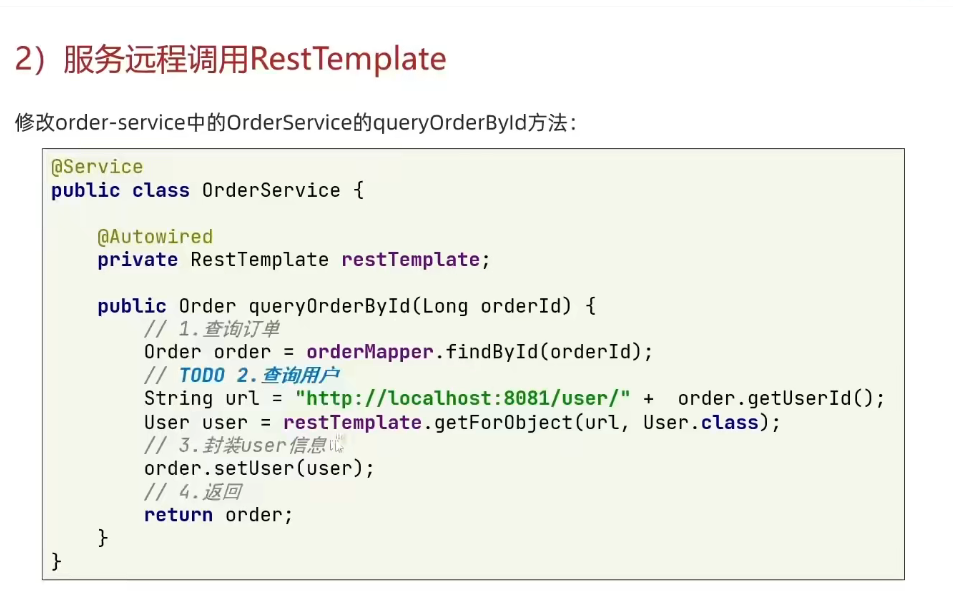 2）服务远程调用RestTemplate
修改order-service中的OrderService的queryOrderById方法：
@Service
public class OrderService {
@Autowired
private RestTemplate restTemplate;
public Order queryOrderById(Long orderId) {
// 1.查询订单
Order order = orderMapper.findById(orderId);
// TODO 2.查询用户
String url = "http://localhost:8081/user/" +  order.getUserId();
User user = restTemplate.getForObject(url, User.class);
// 3.封装user信息
order.setUser(user);
// 4.返回
return order;
}
}